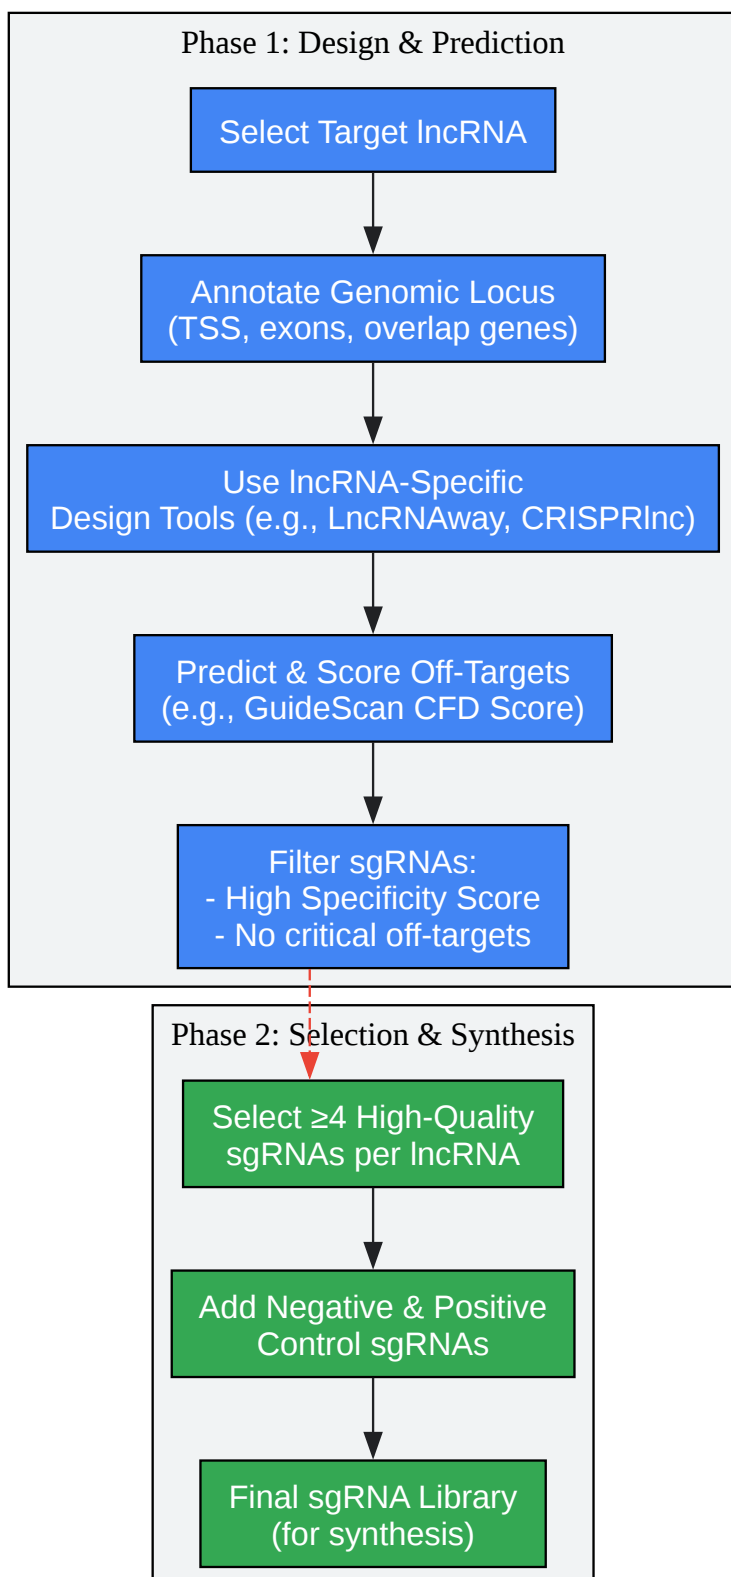 Phase 1: Design & Prediction
Select Target lncRNA
Annotate Genomic Locus
(TSS, exons, overlap genes)
Use lncRNA-Specific
Design Tools (e.g., LncRNAway, CRISPRlnc)
Predict & Score Off-Targets
(e.g., GuideScan CFD Score)
Filter sgRNAs:
- High Specificity Score
- No critical off-targets
Phase 2: Selection & Synthesis
Select ≥4 High-Quality
sgRNAs per lncRNA
Add Negative & Positive
Control sgRNAs
Final sgRNA Library
(for synthesis)